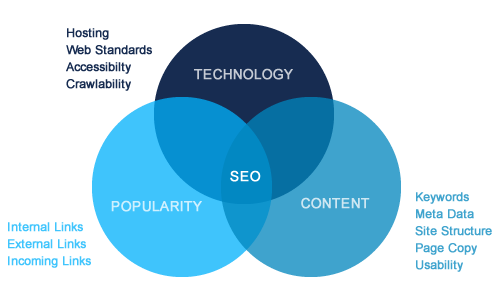 Hosting
Web Standards
Accessibilty
Crawlability
TECHNOLOGY
SEO
POPULARITY
CONTENT
Internal Links
External Links
Incoming Links
Keywords
Meta Data
Site Structure
Page Copy
Usability